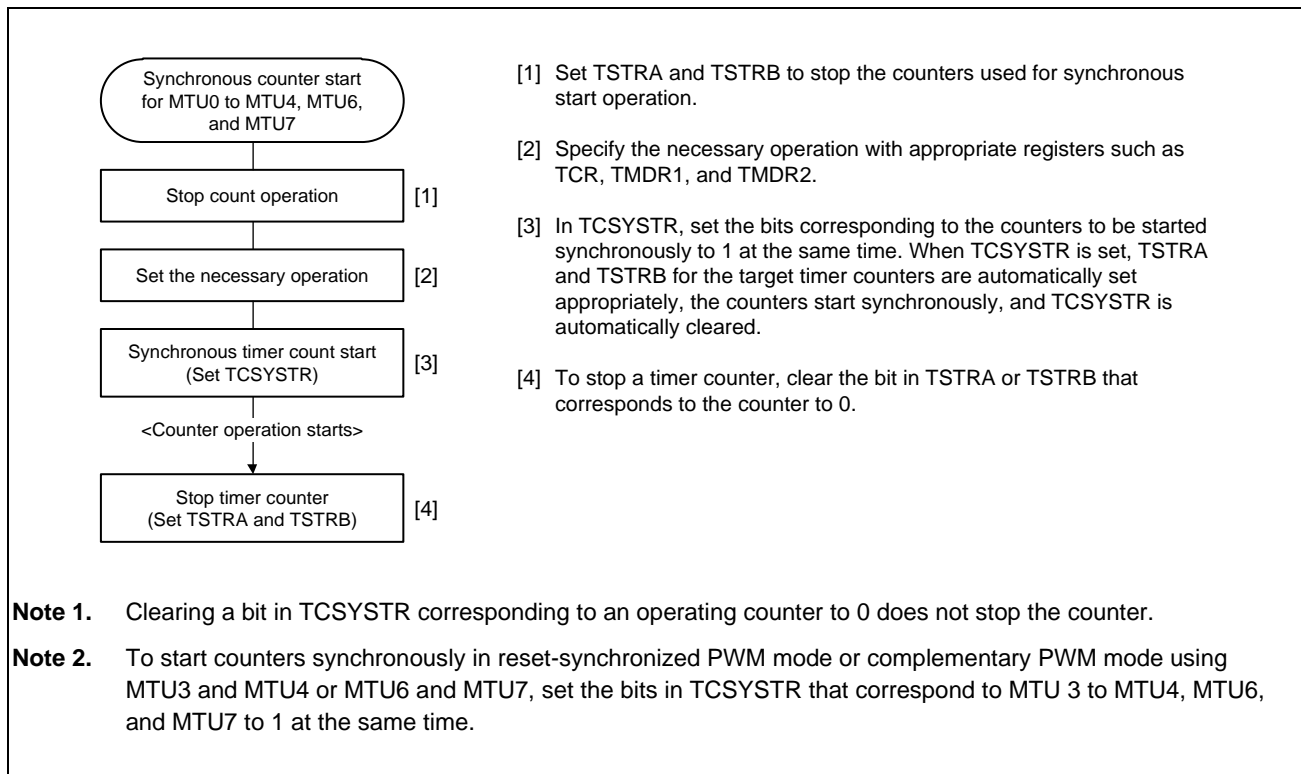 Synchronous counter start
for MTU0 to MTU4, MTU6,
and MTU7
Stop count operation
[1]
Set the necessary operation
[2]
Synchronous timer count start
(Set TCSYSTR)
[3]
<Counter operation starts>
Stop timer counter
(Set TSTRA and TSTRB)
[4]
[1] Set TSTRA and TSTRB to stop the counters used for synchronous
start operation.
[2] Specify the necessary operation with appropriate registers such as
TCR, TMDR1, and TMDR2.
[3] In TCSYSTR, set the bits corresponding to the counters to be started
synchronously to 1 at the same time. When TCSYSTR is set, TSTRA
and TSTRB for the target timer counters are automatically set
appropriately, the counters start synchronously, and TCSYSTR is
automatically cleared.
[4] To stop a timer counter, clear the bit in TSTRA or TSTRB that
corresponds to the counter to 0.
Note 1. Clearing a bit in TCSYSTR corresponding to an operating counter to 0 does not stop the counter.
Note 2. To start counters synchronously in reset-synchronized PWM mode or complementary PWM mode using
MTU3 and MTU4 or MTU6 and MTU7, set the bits in TCSYSTR that correspond to MTU 3 to MTU4, MTU6,
and MTU7 to 1 at the same time.